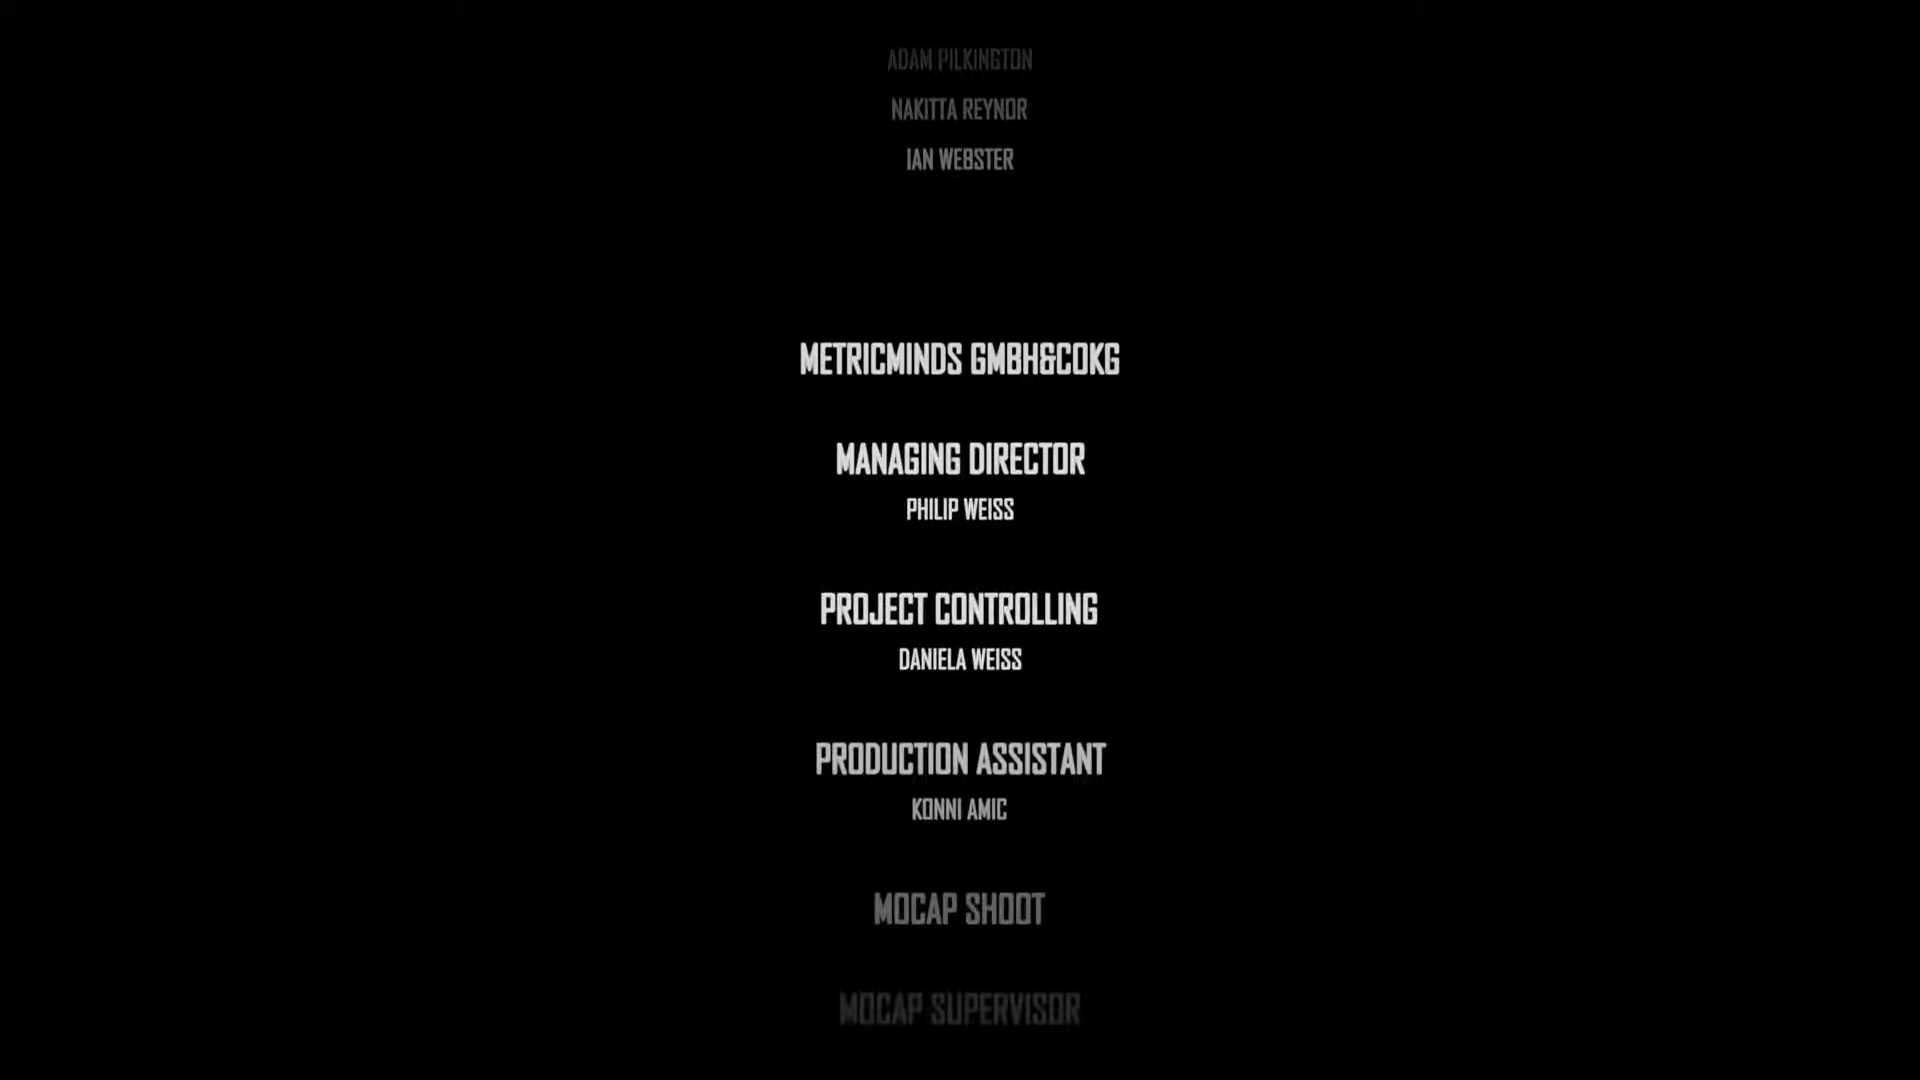 ADAM PILKINGTON
NAKITTA REYNOR
IAN WEBSTER
METRICMINDS GMBH&COKG
MANAGING DIRECTOR
PHILIP WEISS
PROJECT CONTROLLING
DANIELA WEISS
PRODUCTION ASSISTANT
KONNI AMIC
MOCAP SHOOT
MOCAP SUPERVISOR